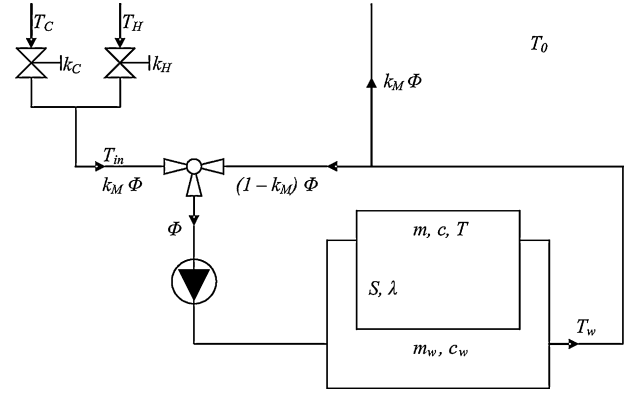 T_C
T_H
T_0
k_C
k_H
k_M Φ
T_in
k_M Φ
(1 – k_M) Φ
Φ
m, c, T
S, λ
T_w
m_w, c_w